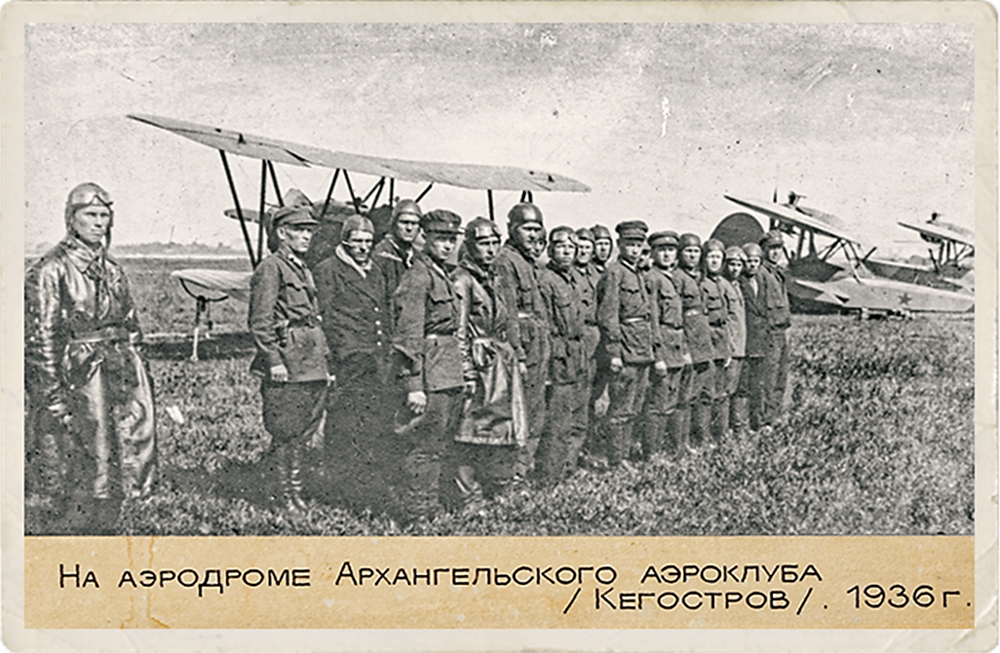 На аэродроме Архангельского аэроклуба
/Кегостров/. 1936 г.